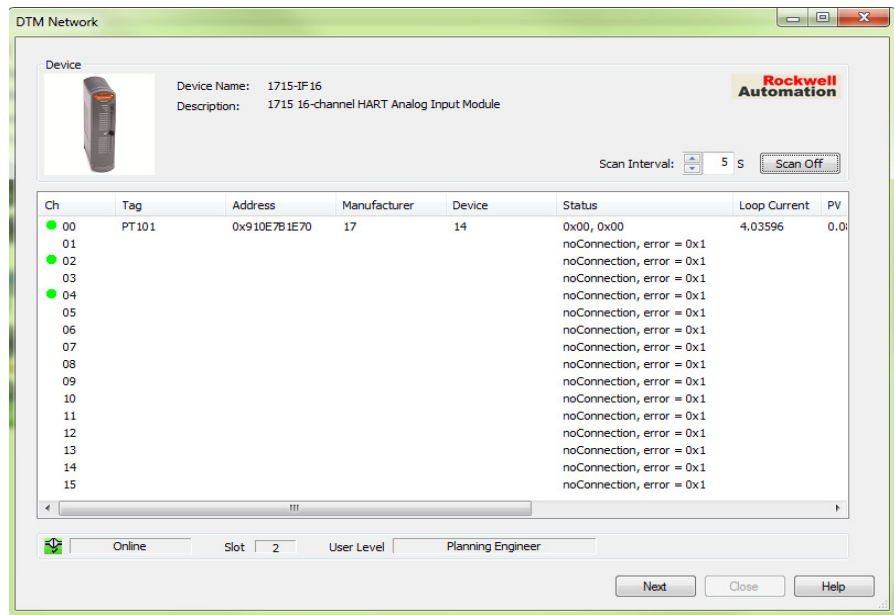 DTM Network
Device
Device Name: 1715-IF16
Description: 1715 16-channel HART Analog Input Module
Rockwell
Automation
Scan Interval: 5 S Scan Off
Ch Tag Address Manufacturer Device Status Loop Current PV
00 PT101 0x910E7B1E70 17 14 0x00, 0x00 4.03596
01 noConnection, error = 0x1
02 noConnection, error = 0x1
03 noConnection, error = 0x1
04 noConnection, error = 0x1
05 noConnection, error = 0x1
06 noConnection, error = 0x1
07 noConnection, error = 0x1
08 noConnection, error = 0x1
09 noConnection, error = 0x1
10 noConnection, error = 0x1
11 noConnection, error = 0x1
12 noConnection, error = 0x1
13 noConnection, error = 0x1
14 noConnection, error = 0x1
15 noConnection, error = 0x1
Online Slot 2 User Level Planning Engineer
Next Close Help